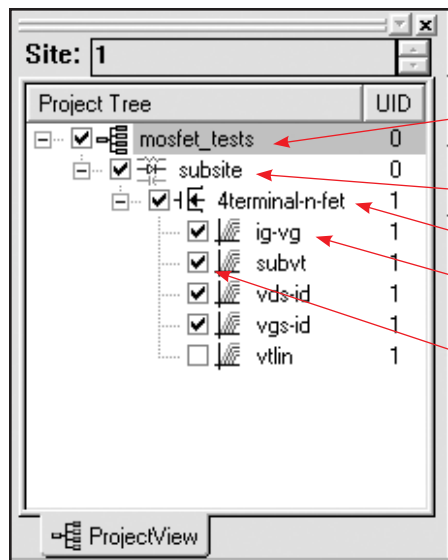 Site: 1
Project Tree UID
mosfet_tests 0
subsite 0
4terminal-n-fet 1
ig-vg 1
subvt 1
vds-id 1
vgs-id 1
vtlin 1
ProjectView